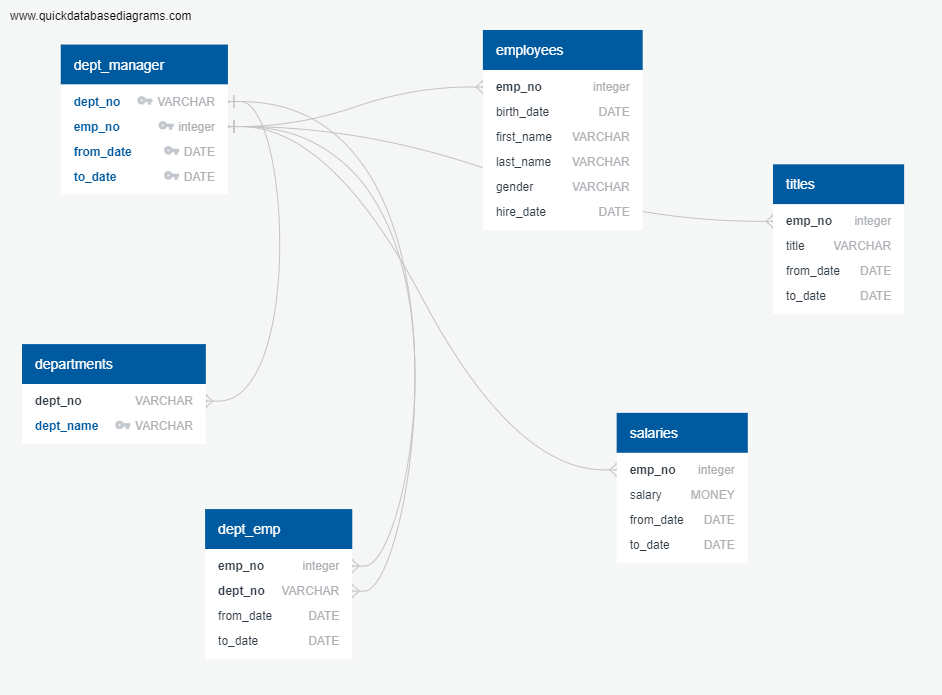 www.quickdatabasediagrams.com
dept_manager
dept_no VARCHAR
emp_no integer
from_date DATE
to_date DATE
employees
emp_no integer
birth_date DATE
first_name VARCHAR
last_name VARCHAR
gender VARCHAR
hire_date DATE
titles
emp_no integer
title VARCHAR
from_date DATE
to_date DATE
departments
dept_no VARCHAR
dept_name VARCHAR
salaries
emp_no integer
salary MONEY
from_date DATE
to_date DATE
dept_emp
emp_no integer
dept_no VARCHAR
from_date DATE
to_date DATE